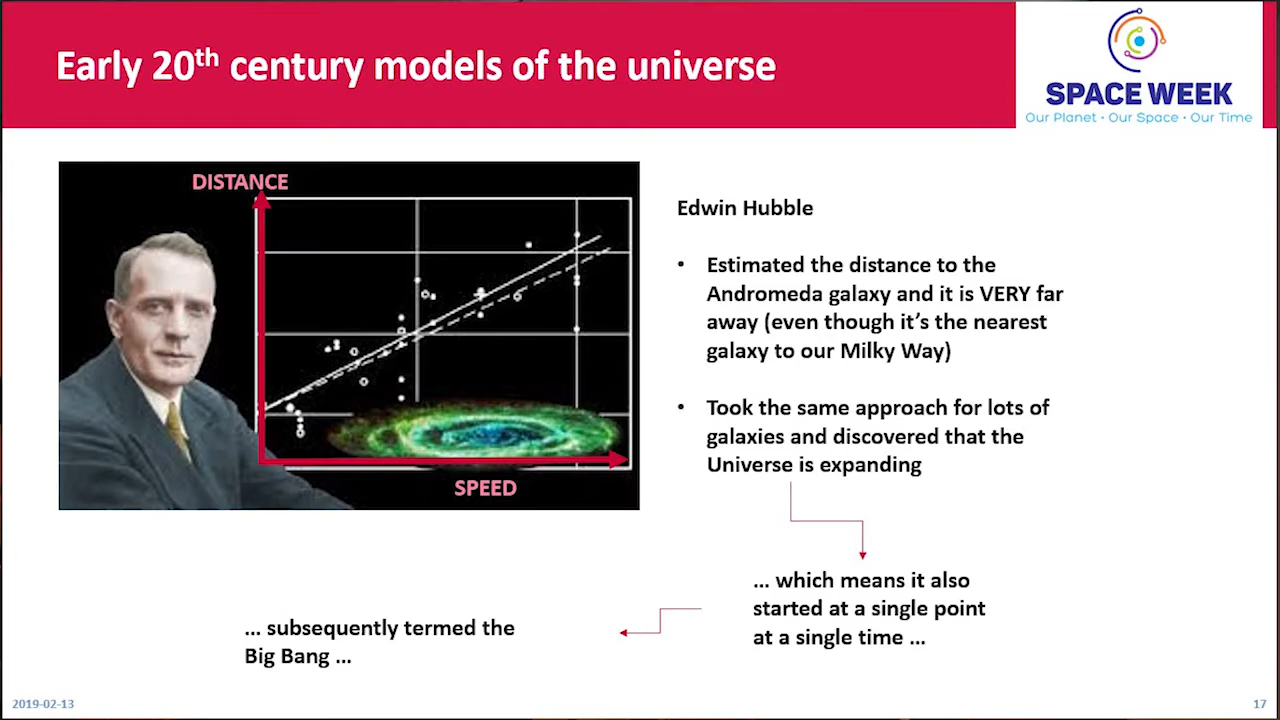 Early 20th century models of the universe
SPACE WEEK
Our Planet · Our Space · Our Time
DISTANCE
SPEED
Edwin Hubble
• Estimated the distance to the
Andromeda galaxy and it is VERY far
away (even though it's the nearest
galaxy to our Milky Way)
• Took the same approach for lots of
galaxies and discovered that the
Universe is expanding
... which means it also
started at a single point
at a single time ...
... subsequently termed the
Big Bang ...
2019-02-13
17